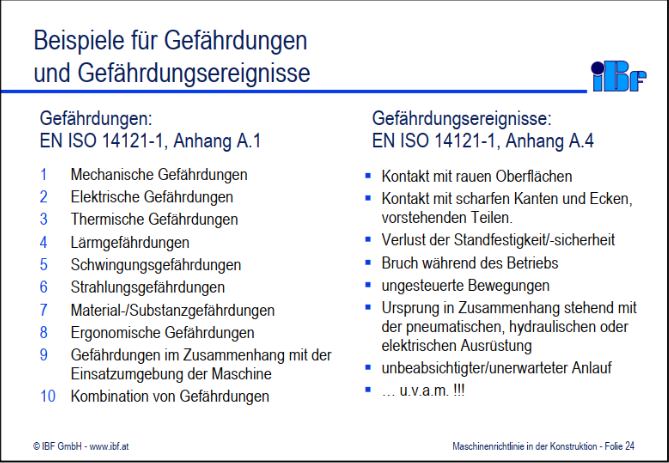 Beispiele für Gefährdungen
und Gefährdungsereignisse
iBf
Gefährdungen:
EN ISO 14121-1, Anhang A.1
1 Mechanische Gefährdungen
2 Elektrische Gefährdungen
3 Thermische Gefährdungen
4 Lärmgefährdungen
5 Schwingungsgefährdungen
6 Strahlungsgefährdungen
7 Material-/Substanzgefährdungen
8 Ergonomische Gefährdungen
9 Gefährdungen im Zusammenhang mit der
Einsatzumgebung der Maschine
10 Kombination von Gefährdungen
Gefährdungsereignisse:
EN ISO 14121-1, Anhang A.4
▪ Kontakt mit rauen Oberflächen
▪ Kontakt mit scharfen Kanten und Ecken,
vorstehenden Teilen.
▪ Verlust der Standfestigkeit/-sicherheit
▪ Bruch während des Betriebs
▪ ungesteuerte Bewegungen
▪ Ursprung in Zusammenhang stehend mit
der pneumatischen, hydraulischen oder
elektrischen Ausrüstung
▪ unbeabsichtigter/unerwarteter Anlauf
▪ … u.v.a.m. !!!
© IBF GmbH - www.ibf.at
Maschinenrichtlinie in der Konstruktion - Folie 24